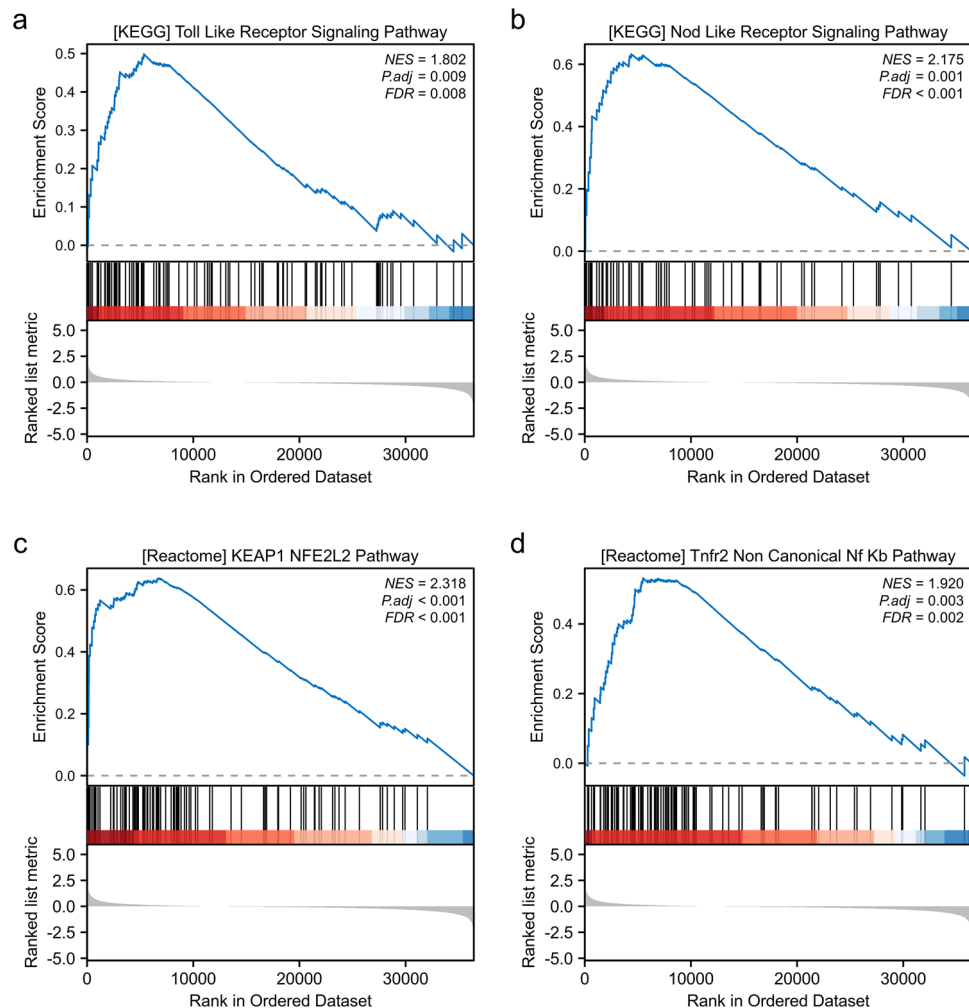 a
[KEGG] Toll Like Receptor Signaling Pathway
NES = 1.802
P.adj = 0.009
FDR = 0.008
Enrichment Score
0.5
0.4
0.3
0.2
0.1
0.0
Ranked list metric
5.0
2.5
0.0
-2.5
-5.0
0 10000 20000 30000
Rank in Ordered Dataset
b
[KEGG] Nod Like Receptor Signaling Pathway
NES = 2.175
P.adj = 0.001
FDR < 0.001
Enrichment Score
0.6
0.4
0.2
0.0
Ranked list metric
5.0
2.5
0.0
-2.5
-5.0
0 10000 20000 30000
Rank in Ordered Dataset
c
[Reactome] KEAP1 NFE2L2 Pathway
NES = 2.318
P.adj < 0.001
FDR < 0.001
Enrichment Score
0.6
0.4
0.2
0.0
Ranked list metric
5.0
2.5
0.0
-2.5
-5.0
0 10000 20000 30000
Rank in Ordered Dataset
d
[Reactome] Tnfr2 Non Canonical Nf Kb Pathway
NES = 1.920
P.adj = 0.003
FDR = 0.002
Enrichment Score
0.4
0.2
0.0
Ranked list metric
5.0
2.5
0.0
-2.5
-5.0
0 10000 20000 30000
Rank in Ordered Dataset